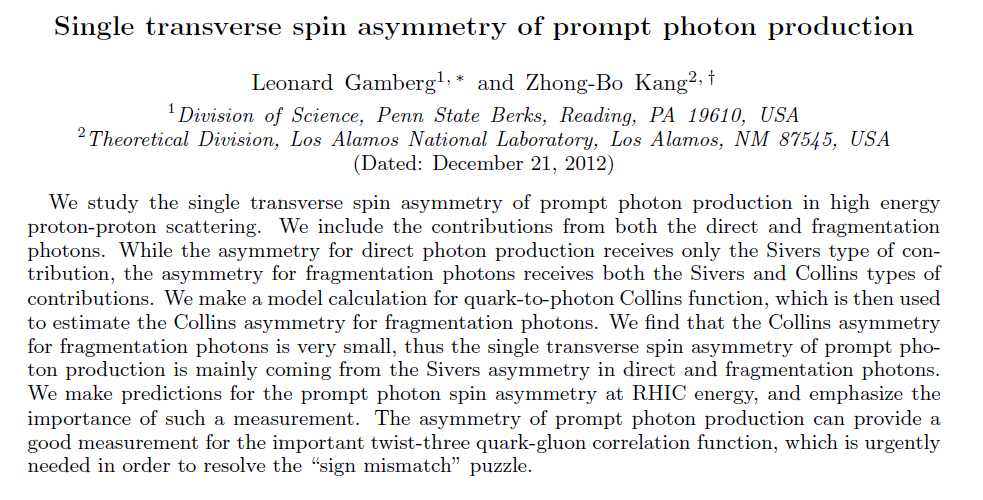 Single transverse spin asymmetry of prompt photon production
Leonard Gamberg1, * and Zhong-Bo Kang2, †
1 Division of Science, Penn State Berks, Reading, PA 19610, USA
2 Theoretical Division, Los Alamos National Laboratory, Los Alamos, NM 87545, USA
(Dated: December 21, 2012)
We study the single transverse spin asymmetry of prompt photon production in high energy
proton-proton scattering. We include the contributions from both the direct and fragmentation
photons. While the asymmetry for direct photon production receives only the Sivers type of con-
tribution, the asymmetry for fragmentation photons receives both the Sivers and Collins types of
contributions. We make a model calculation for quark-to-photon Collins function, which is then used
to estimate the Collins asymmetry for fragmentation photons. We find that the Collins asymmetry
for fragmentation photons is very small, thus the single transverse spin asymmetry of prompt pho-
ton production is mainly coming from the Sivers asymmetry in direct and fragmentation photons.
We make predictions for the prompt photon spin asymmetry at RHIC energy, and emphasize the
importance of such a measurement. The asymmetry of prompt photon production can provide a
good measurement for the important twist-three quark-gluon correlation function, which is urgently
needed in order to resolve the “sign mismatch” puzzle.